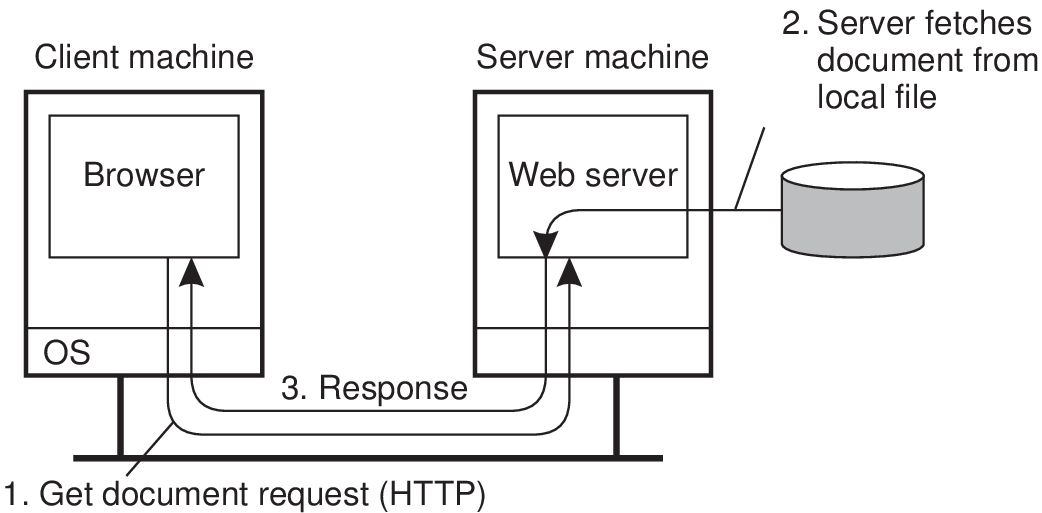 Client machine
Server machine
2. Server fetches
document from
local file
Browser
Web server
OS
3. Response
1. Get document request (HTTP)